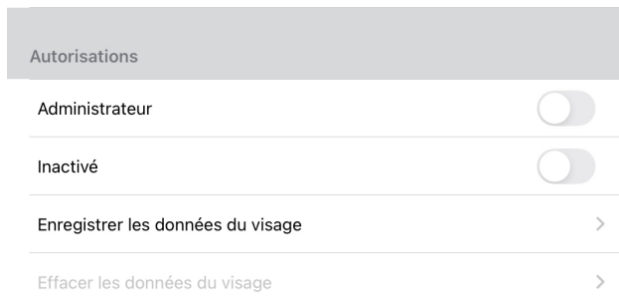 Autorisations
Administrateur
Inactivé
Enregistrer les données du visage
Effacer les données du visage